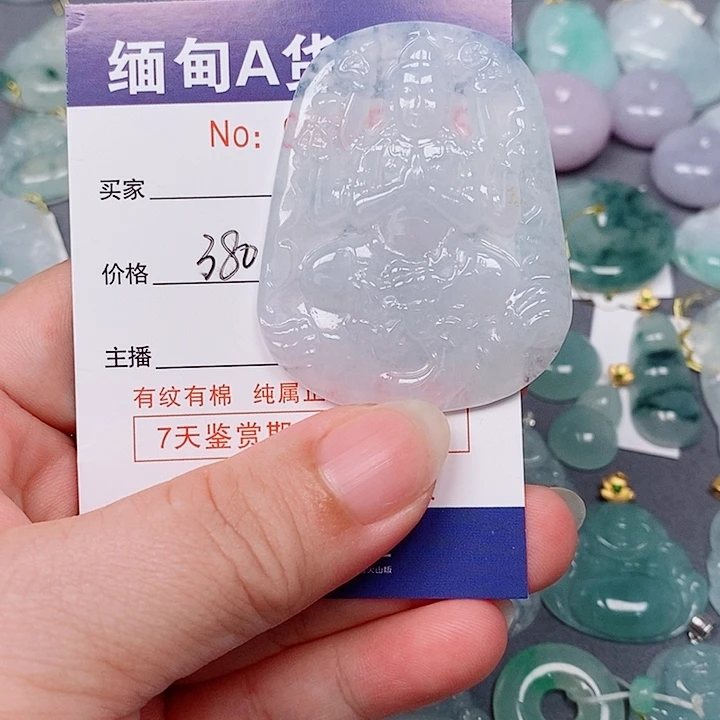 缅甸A货
No:
买家
价格 380
主播
有纹有棉 纯属正
7天鉴赏期